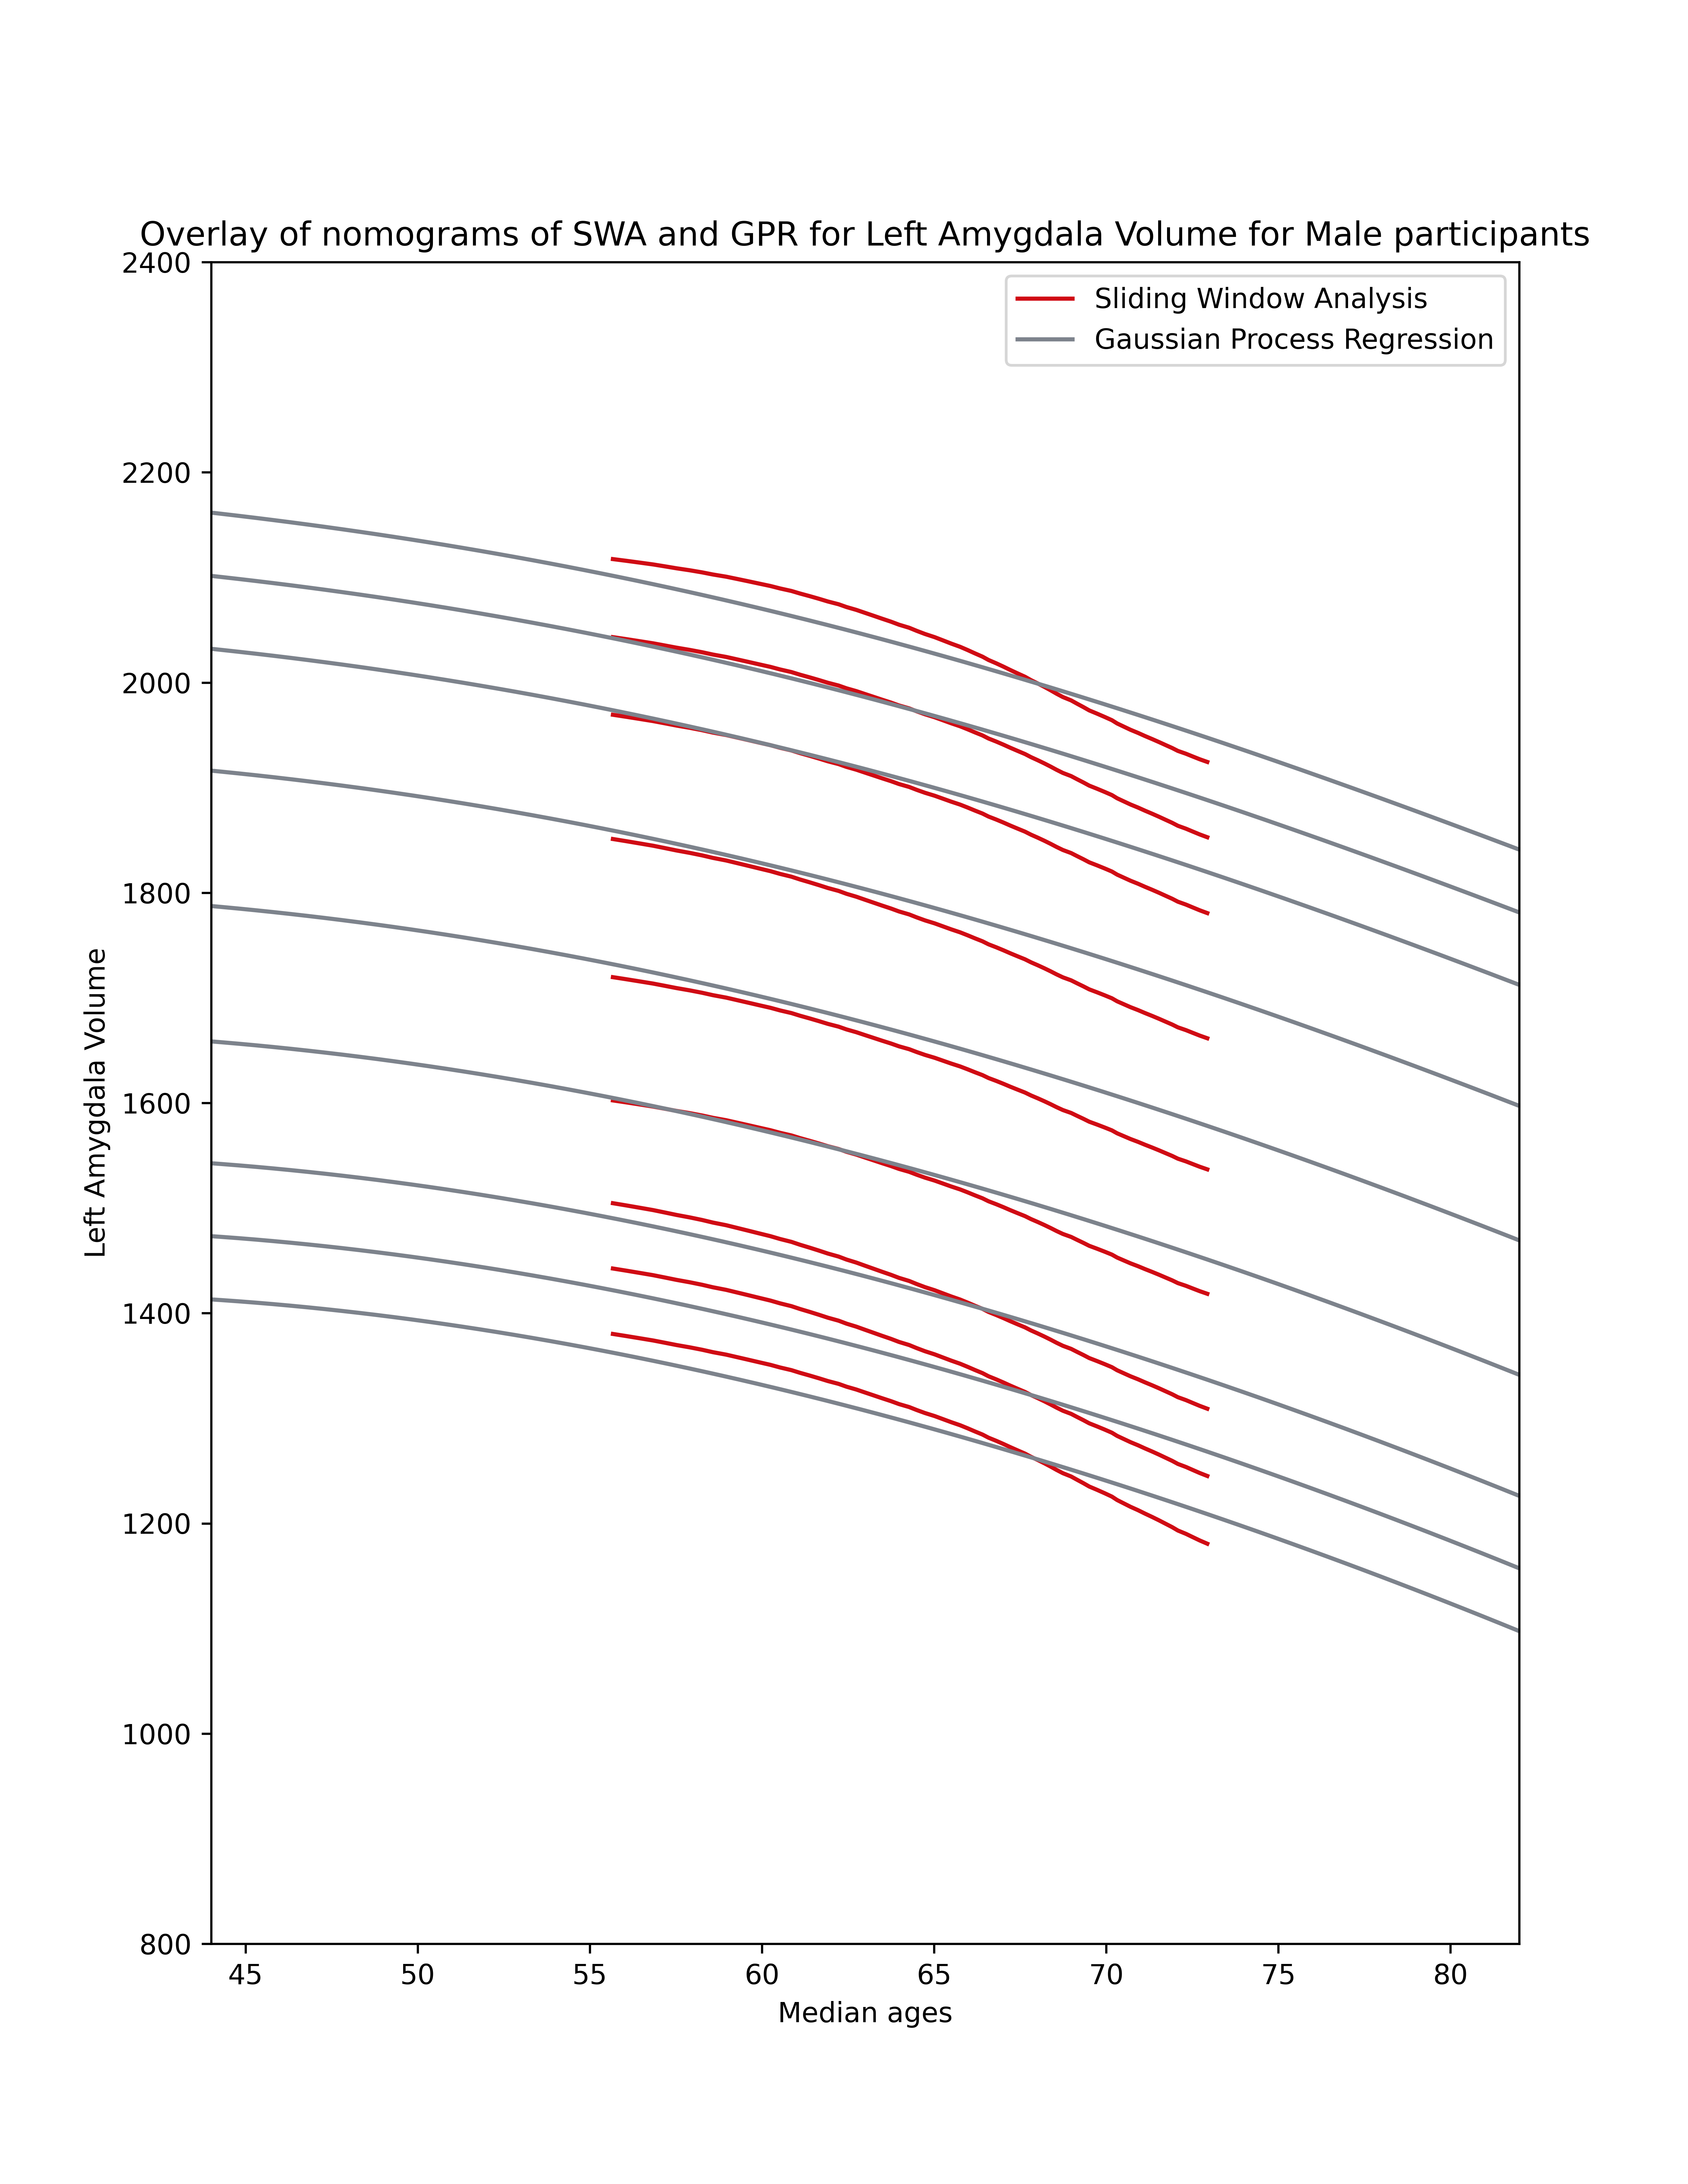 Overlay of nomograms of SWA and GPR for Left Amygdala Volume for Male participants
Sliding Window Analysis
Gaussian Process Regression
2400
2200
2000
1800
1600
1400
1200
1000
800
Left Amygdala Volume
45 50 55 60 65 70 75 80
Median ages